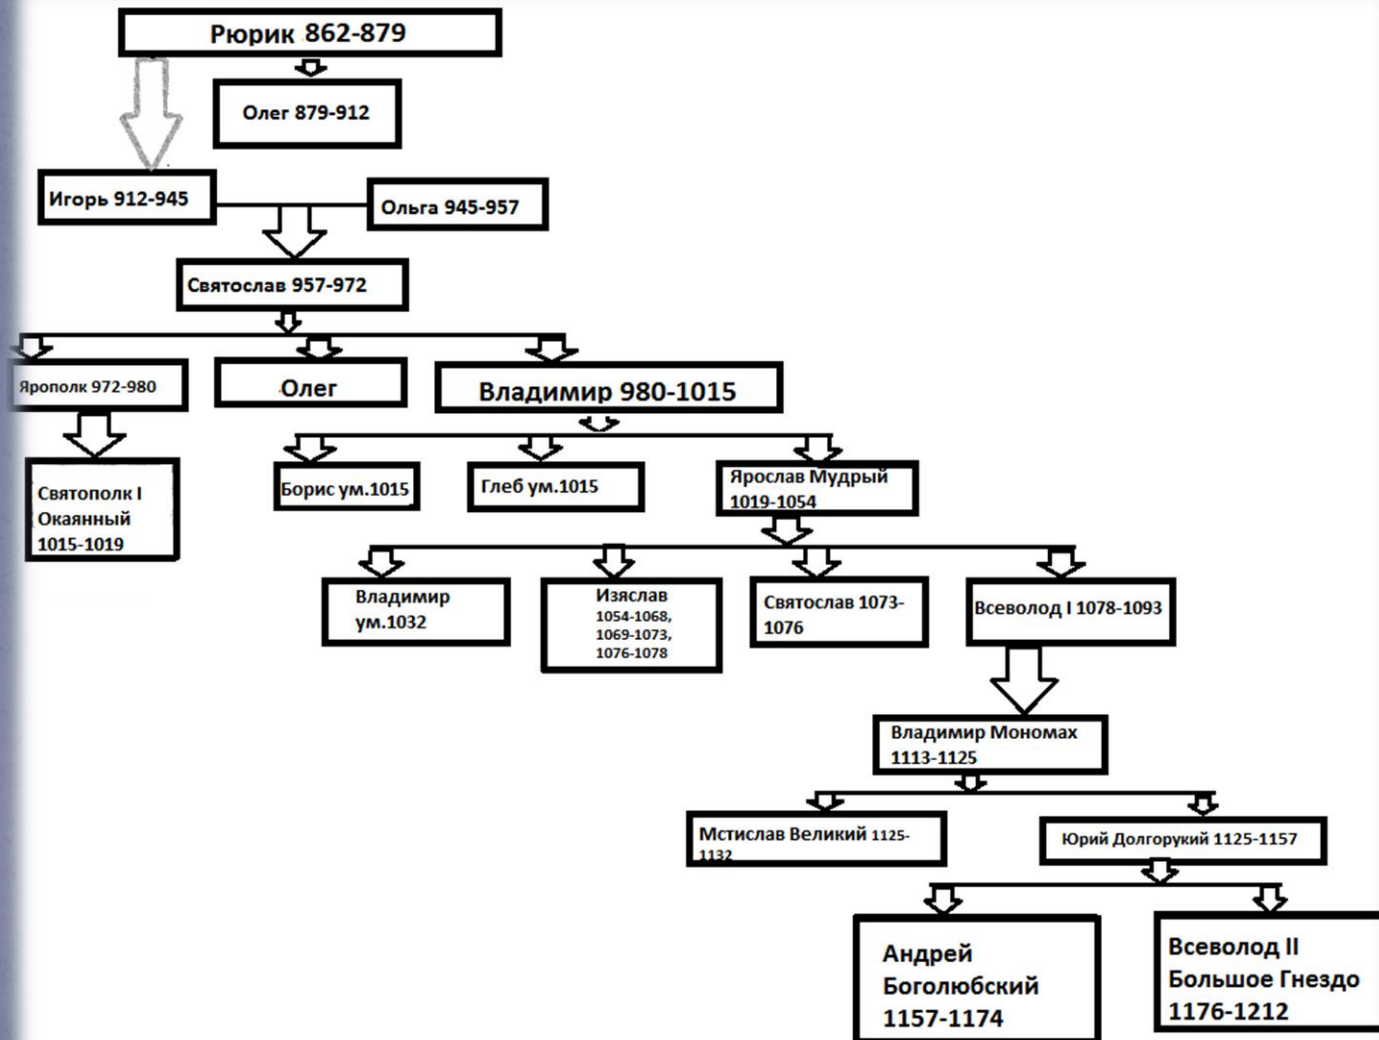 Рюрик 862-879
Олег 879-912
Игорь 912-945
Ольга 945-957
Святослав 957-972
Ярополк 972-980
Олег
Владимир 980-1015
Святополк I
Окаянный
1015-1019
Борис ум.1015
Глеб ум.1015
Ярослав Мудрый
1019-1054
Владимир
ум.1032
Изяслав
1054-1068,
1069-1073,
1076-1078
Святослав 1073-
1076
Всеволод I 1078-1093
Владимир Мономах
1113-1125
Мстислав Великий 1125-
1132
Юрий Долгорукий 1125-1157
Андрей
Боголюбский
1157-1174
Всеволод II
Большое Гнездо
1176-1212